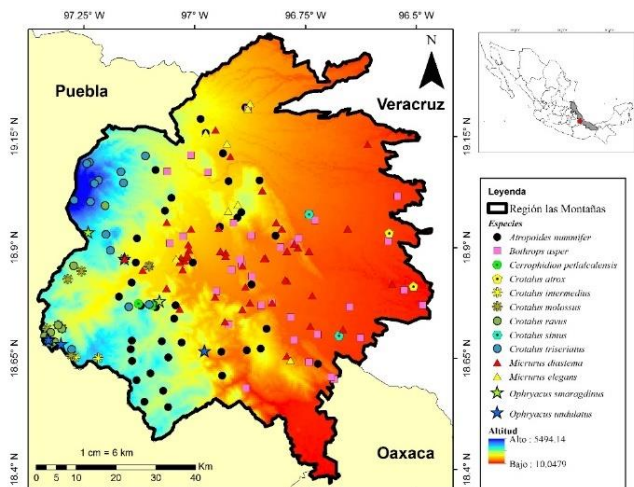 97.25°W
97°W
96.75°W
96.5°W
Puebla
Veracruz
Oaxaca
N
19.15°N
18.9°N
18.65°N
18.4°N
19.15°N
18.9°N
18.65°N
18.4°N
1 cm = 6 km
Km
0 5 10 20 30 40
Leyenda
Región las Montañas
Especies
Atropoides nummifer
Bothrops asper
Cerrophidion petlalcalensis
Crotalus atrox
Crotalus intermedius
Crotalus molossus
Crotalus ravus
Crotalus simus
Crotalus triseriatus
Micrurus diastema
Micrurus elegans
Ophryacus smaragdinus
Ophryacus undulatus
Altitud
Alto : 5494,14
Bajo : 10,0479